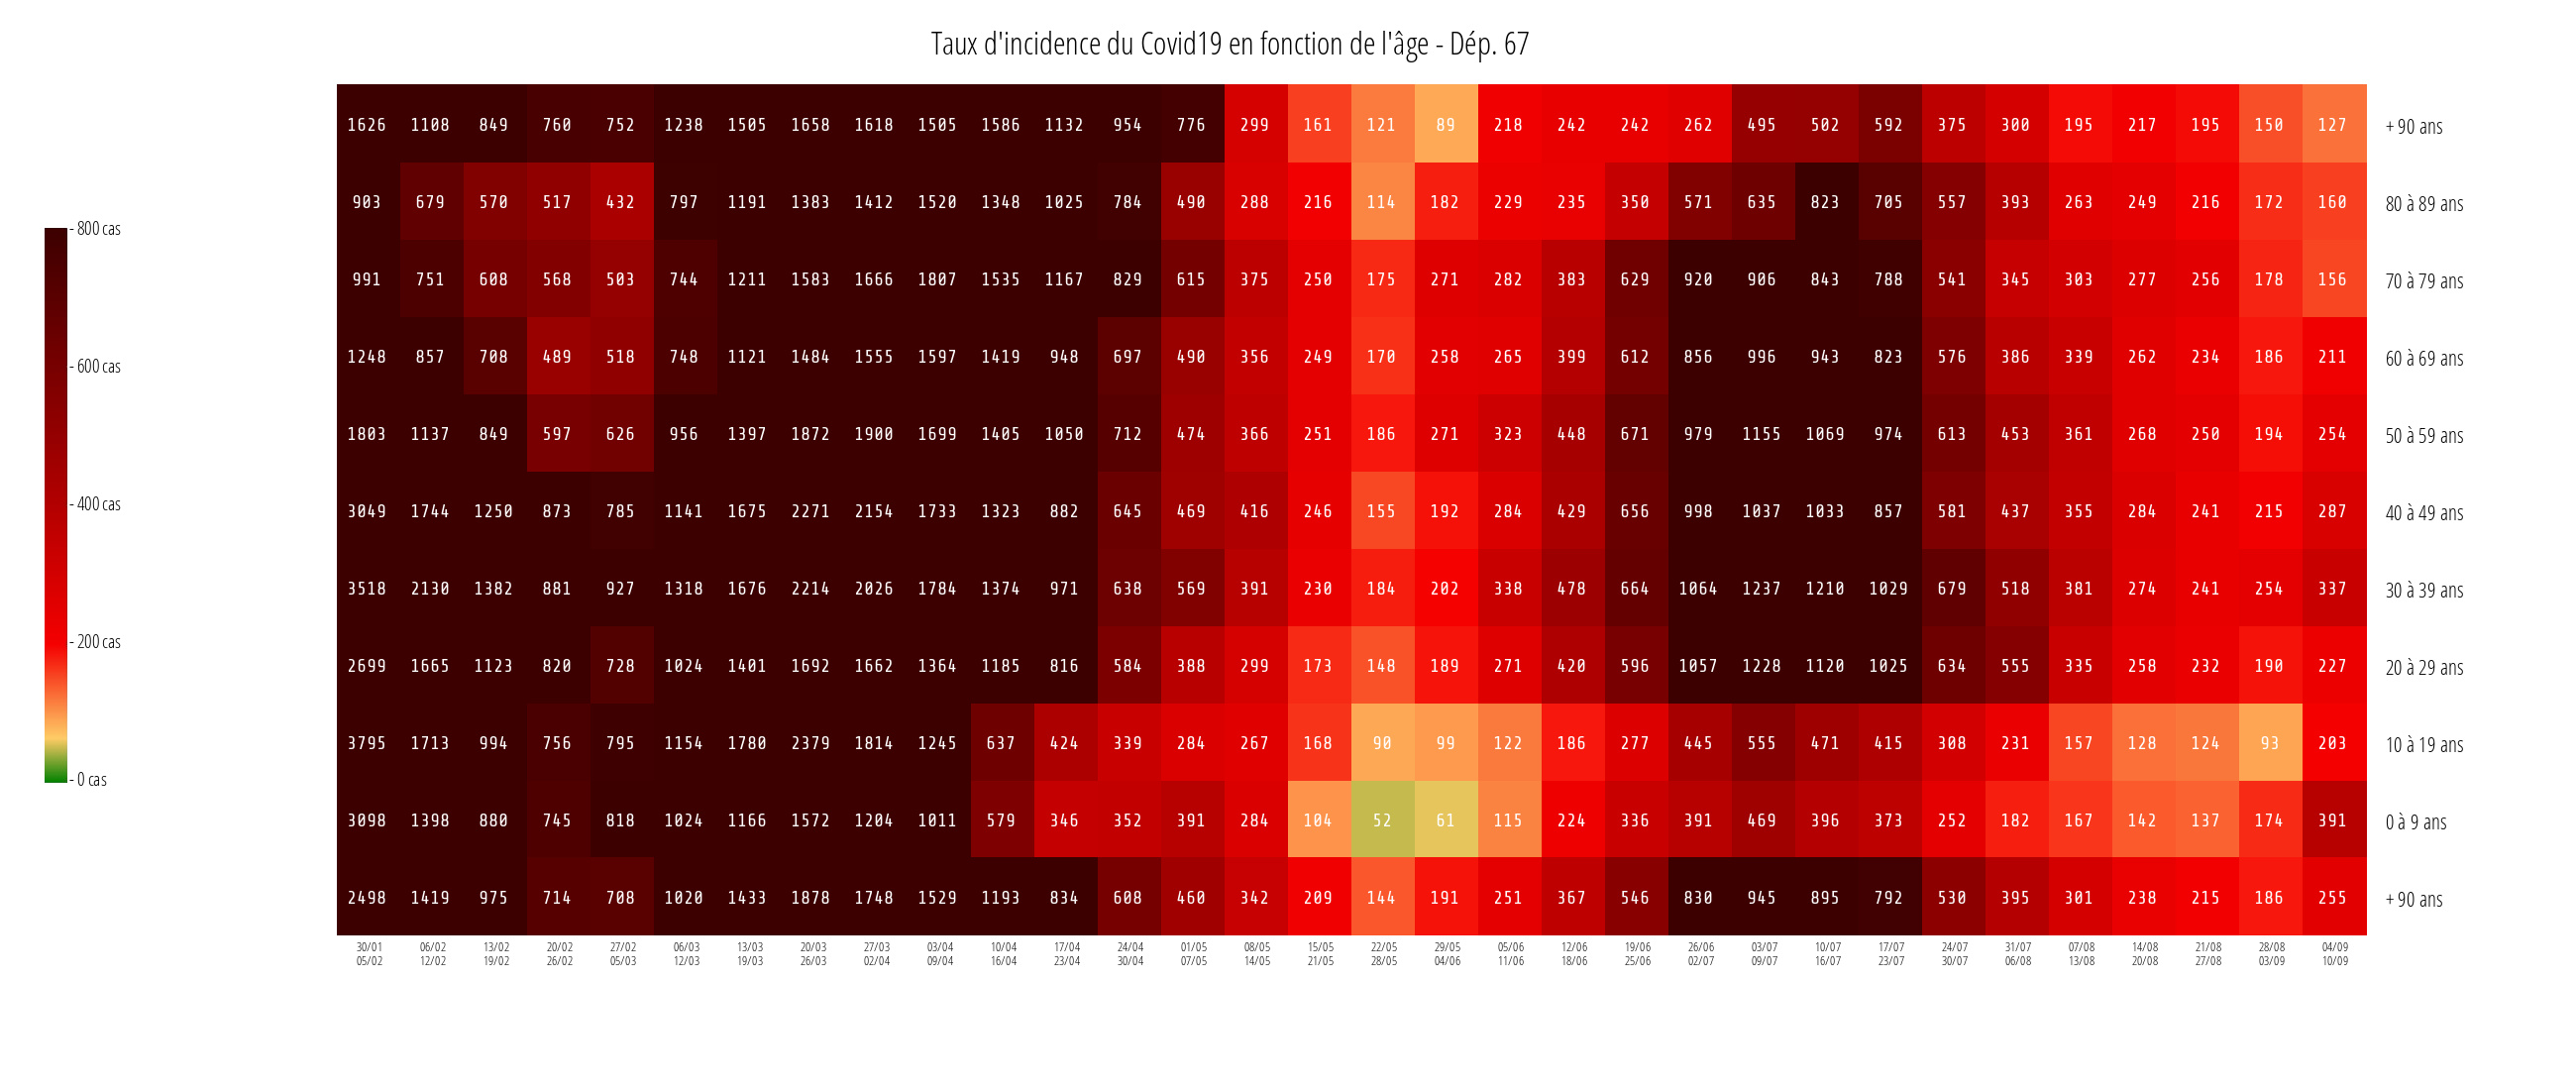 Taux d'incidence du Covid19 en fonction de l'âge - Dép. 67
1626 1108 849 760 752 1238 1505 1658 1618 1505 1586 1132 954 776 299 161 121 89 218 242 242 262 495 502 592 375 300 195 217 195 150 127 + 90 ans
903 679 570 517 432 797 1191 1383 1412 1520 1348 1025 784 490 288 216 114 182 229 235 350 571 635 823 705 557 393 263 249 216 172 160 80 à 89 ans
- 800 cas
991 751 608 568 503 744 1211 1583 1666 1807 1535 1167 829 615 375 250 175 271 282 383 629 920 906 843 788 541 345 303 277 256 178 156 70 à 79 ans
1248 857 708 489 518 748 1121 1484 1555 1597 1419 948 697 490 356 249 170 258 265 399 612 856 996 943 823 576 386 339 262 234 186 211 60 à 69 ans
- 600 cas
1803 1137 849 597 626 956 1397 1872 1900 1699 1405 1050 712 474 366 251 186 271 323 448 671 979 1155 1069 974 613 453 361 268 250 194 254 50 à 59 ans
- 400 cas
3049 1744 1250 873 785 1141 1675 2271 2154 1733 1323 882 645 469 416 246 155 192 284 429 656 998 1037 1033 857 581 437 355 284 241 215 287 40 à 49 ans
3518 2130 1382 881 927 1318 1676 2214 2026 1784 1374 971 638 569 391 230 184 202 338 478 664 1064 1237 1210 1029 679 518 381 274 241 254 337 30 à 39 ans
- 200 cas
2699 1665 1123 820 728 1024 1401 1692 1662 1364 1185 816 584 388 299 173 148 189 271 420 596 1057 1228 1120 1025 634 555 335 258 232 190 227 20 à 29 ans
3795 1713 994 756 795 1154 1780 2379 1814 1245 637 424 339 284 267 168 90 99 122 186 277 445 555 471 415 308 231 157 128 124 93 203 10 à 19 ans
- 0 cas
3098 1398 880 745 818 1024 1166 1572 1204 1011 579 346 352 391 284 104 52 61 115 224 336 391 469 396 373 252 182 167 142 137 174 391 0 à 9 ans
2498 1419 975 714 708 1020 1433 1878 1748 1529 1193 834 608 460 342 209 144 191 251 367 546 830 945 895 792 530 395 301 238 215 186 255 + 90 ans
30/01 06/02 13/02 20/02 27/02 06/03 13/03 20/03 27/03 03/04 10/04 17/04 24/04 01/05 08/05 15/05 22/05 29/05 05/06 12/06 19/06 26/06 03/07 10/07 17/07 24/07 31/07 07/08 14/08 21/08 28/08 04/09
05/02 12/02 19/02 26/02 05/03 12/03 19/03 26/03 02/04 09/04 16/04 23/04 30/04 07/05 14/05 21/05 28/05 04/06 11/06 18/06 25/06 02/07 09/07 16/07 23/07 30/07 06/08 13/08 20/08 27/08 03/09 10/09